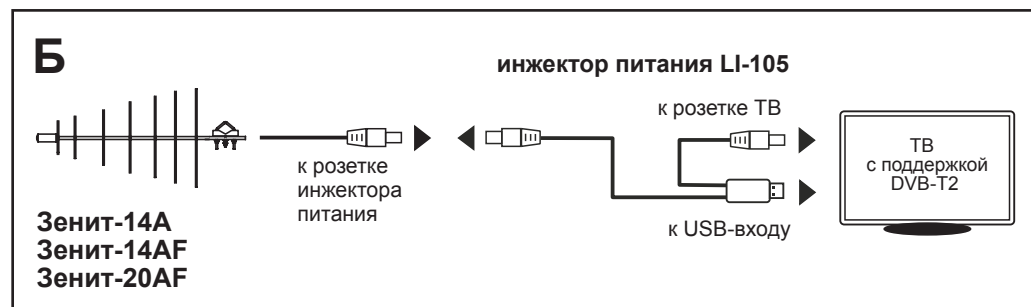 Б
инжектор питания LI-105
к розетке ТВ
ТВ
с поддержкой
DVB-T2
к розетке
инжектора
питания
к USB-входу
Зенит-14А
Зенит-14AF
Зенит-20AF